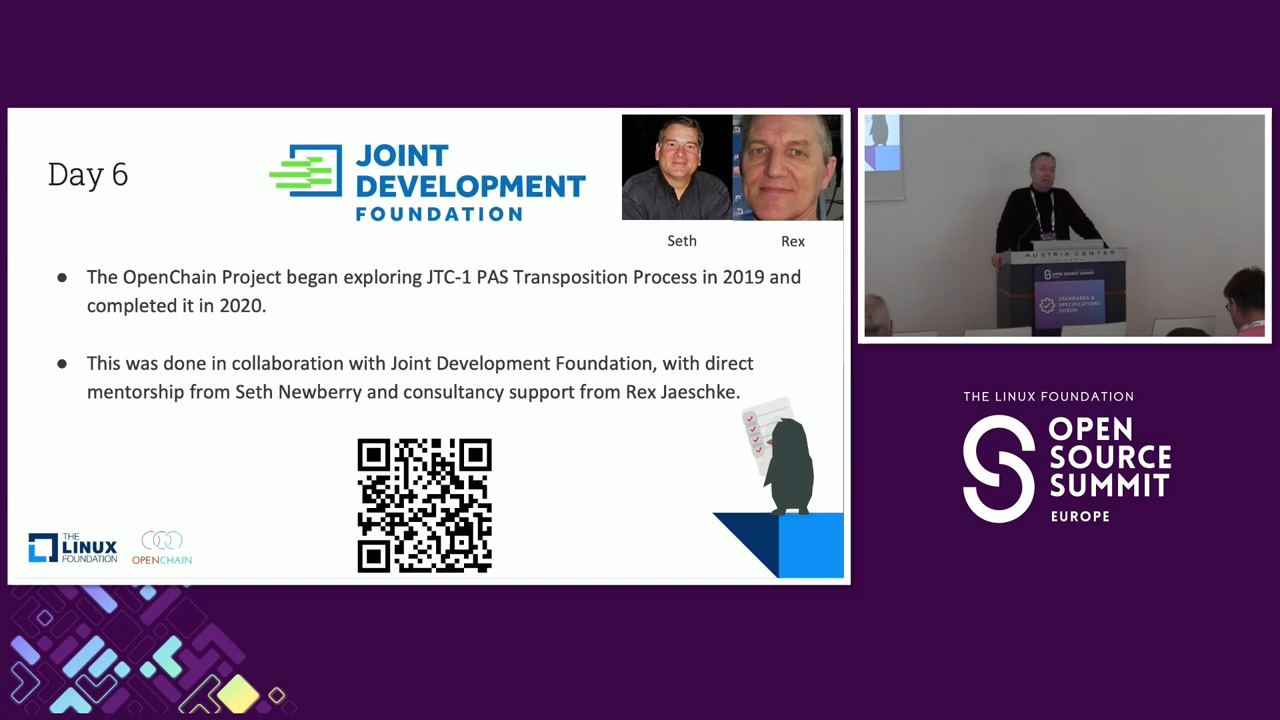 Day 6
JOINT
DEVELOPMENT
FOUNDATION
Seth
Rex
● The OpenChain Project began exploring JTC-1 PAS Transposition Process in 2019 and
completed it in 2020.
● This was done in collaboration with Joint Development Foundation, with direct
mentorship from Seth Newberry and consultancy support from Rex Jaeschke.
THE
LINUX
FOUNDATION
OPENCHAIN
AUSTRIA CENTER
OPEN SOURCE SUMMIT
STANDARDS &
SPECIFICATIONS
FORUM
THE LINUX FOUNDATION
OPEN
SOURCE
SUMMIT
EUROPE